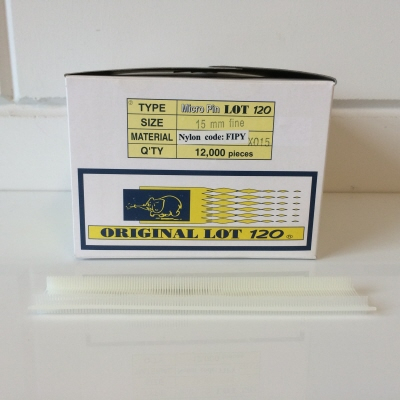 TYPE Micro Pin LOT 120
SIZE 15 mm fine
MATERIAL Nylon code: FIPY X015
Q'TY 12,000 pieces
ORIGINAL LOT 120 ®